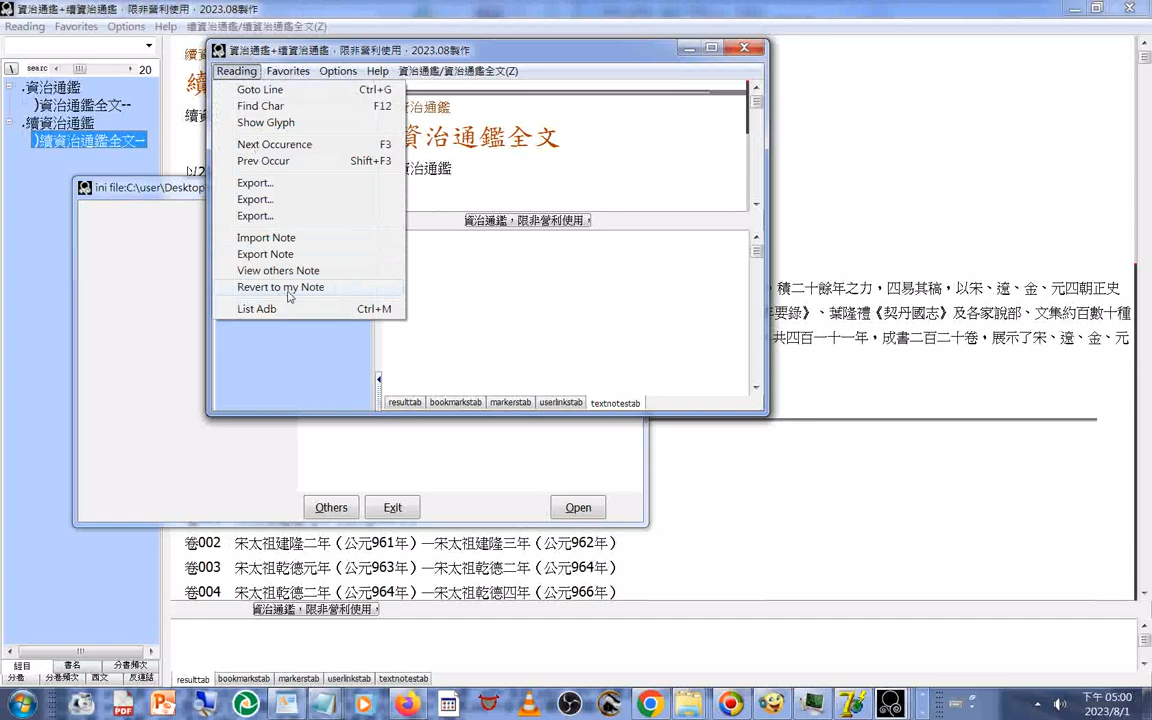 資治通鑑+續資治通鑑，限非營利使用，2023.08製作
Reading Favorites Options Help 續資治通鑑/續資治通鑑全文(Z)
searc 20
.資治通鑑
)資治通鑑全文--
.續資治通鑑
)續資治通鑑全文--
資治通鑑+續資治通鑑，限非營利使用，2023.08製作
Reading Favorites Options Help 資治通鑑/資治通鑑全文(Z)
Goto Line Ctrl+G
Find Char F12
Show Glyph
Next Occurence F3
Prev Occur Shift+F3
Export...
Export...
Export...
Import Note
Export Note
View others Note
Revert to my Note
List Adb Ctrl+M
治通鑑
資治通鑑全文
治通鑑
資治通鑑，限非營利使用，
resulttab bookmarkstab markerstab userlinkstab textnotestab
ini file:C:\user\Desktop
Others Exit Open
，積二十餘年之力，四易其稿，以宋、遼、金、元四朝正史
年要錄》、葉隆禮《契丹國志》及各家說部、文集約百數十種
共四百一十一年，成書二百二十卷，展示了宋、遼、金、元
卷002 宋太祖建隆二年（公元961年）—宋太祖建隆三年（公元962年）
卷003 宋太祖乾德元年（公元963年）—宋太祖乾德二年（公元964年）
卷004 宋太祖乾德二年（公元964年）—宋太祖乾德四年（公元966年）
資治通鑑，限非營利使用，
經目 書名 分書頻次
分卷 分卷頻次 西文 反連結
resulttab bookmarkstab markerstab userlinkstab textnotestab
下午 05:00
2023/8/1